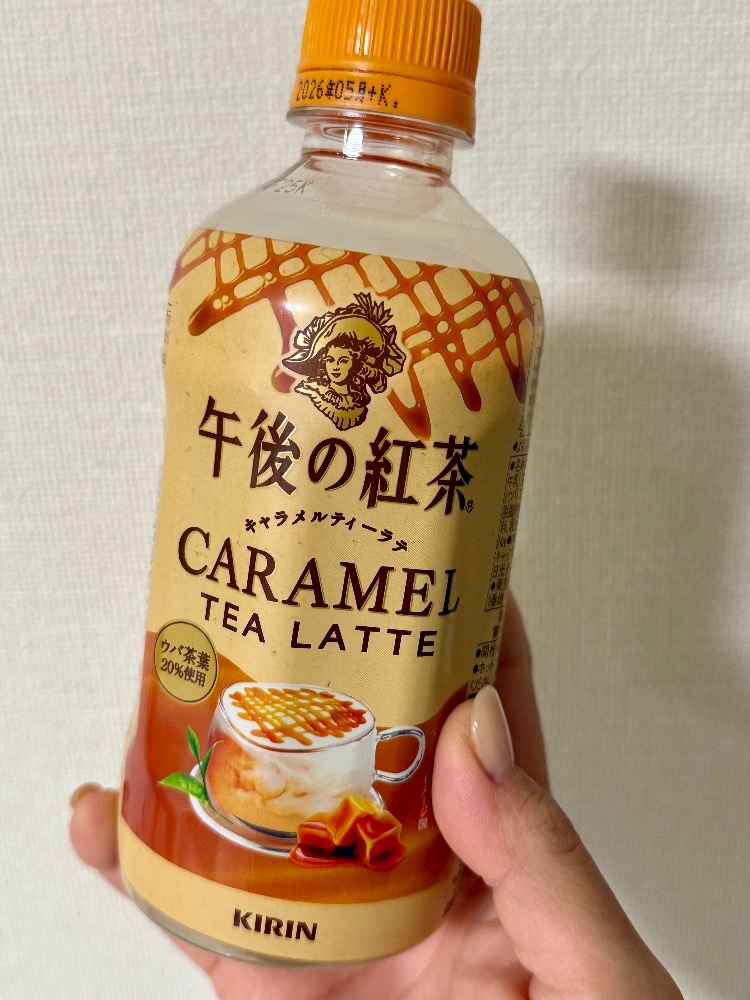 2026年05月+K.
25K
午後の紅茶
キャラメルティーラテ
CARAMEL
TEA LATTE
ウバ茶葉
20%使用
KIRIN